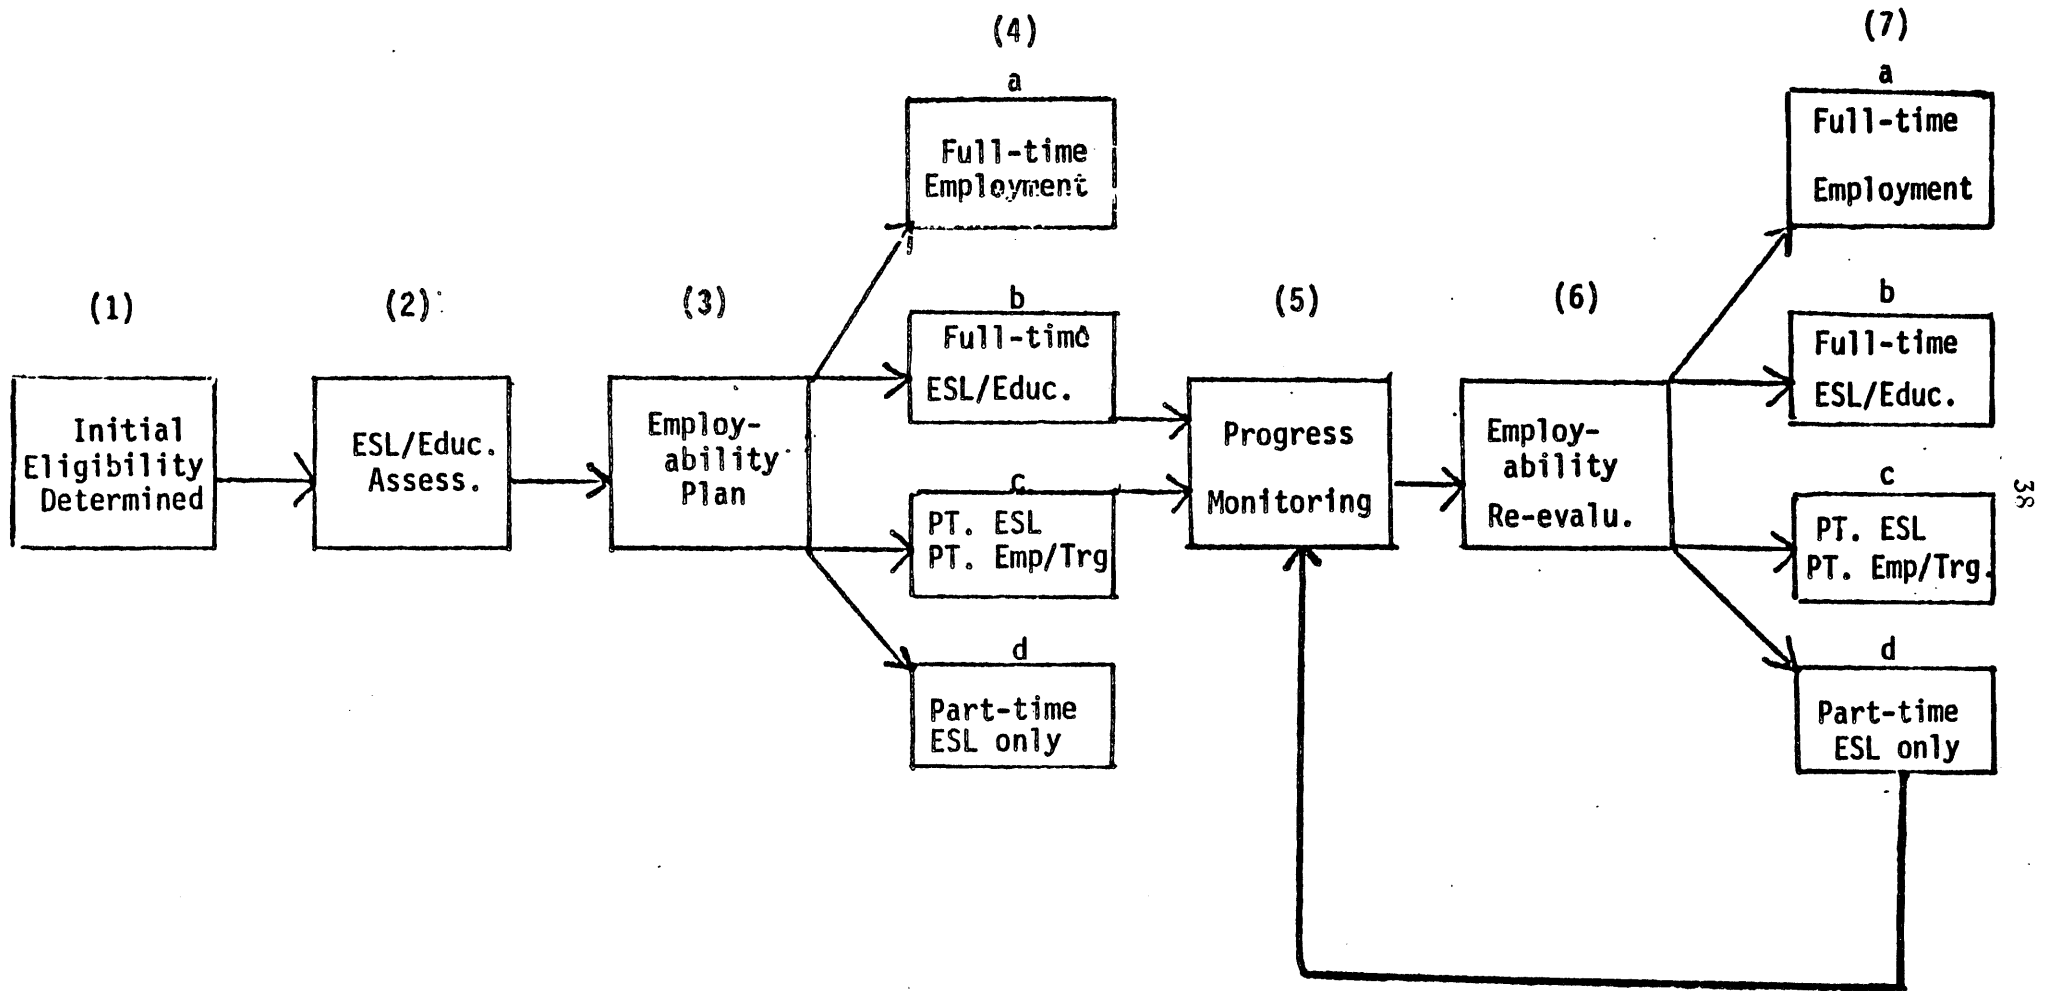 (1)
Initial
Eligibility
Determined
(2)
ESL/Educ.
Assess.
(3)
Employ-
ability
Plan
(4)
a
Full-time
Employment
b
Full-time
ESL/Educ.
c
PT. ESL
PT. Emp/Trg
d
Part-time
ESL only
(5)
Progress
Monitoring
(6)
Employ-
ability
Re-evalu.
(7)
a
Full-time
Employment
b
Full-time
ESL/Educ.
c
PT. ESL
PT. Emp/Trg.
d
Part-time
ESL only
38